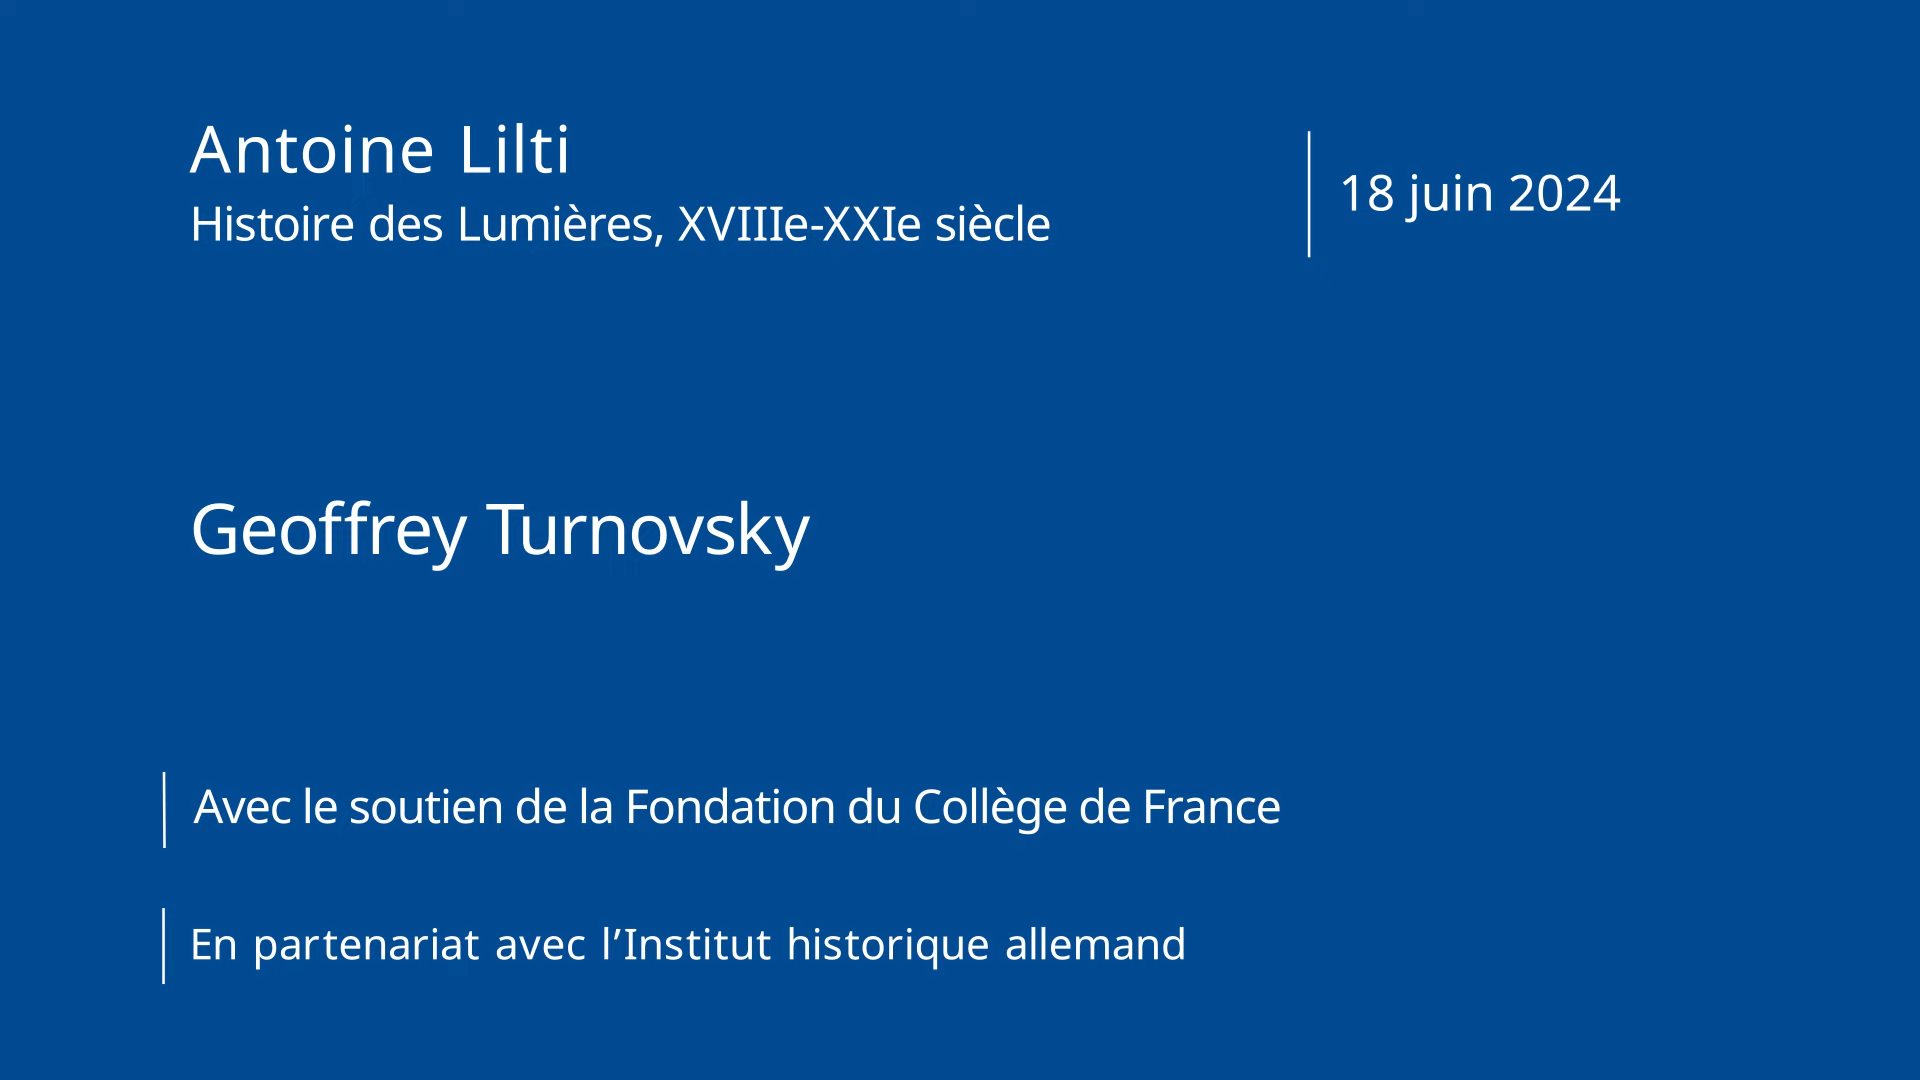 Antoine Lilti
Histoire des Lumières, XVIIIe-XXIe siècle
18 juin 2024
Geoffrey Turnovsky
Avec le soutien de la Fondation du Collège de France
En partenariat avec l’Institut historique allemand